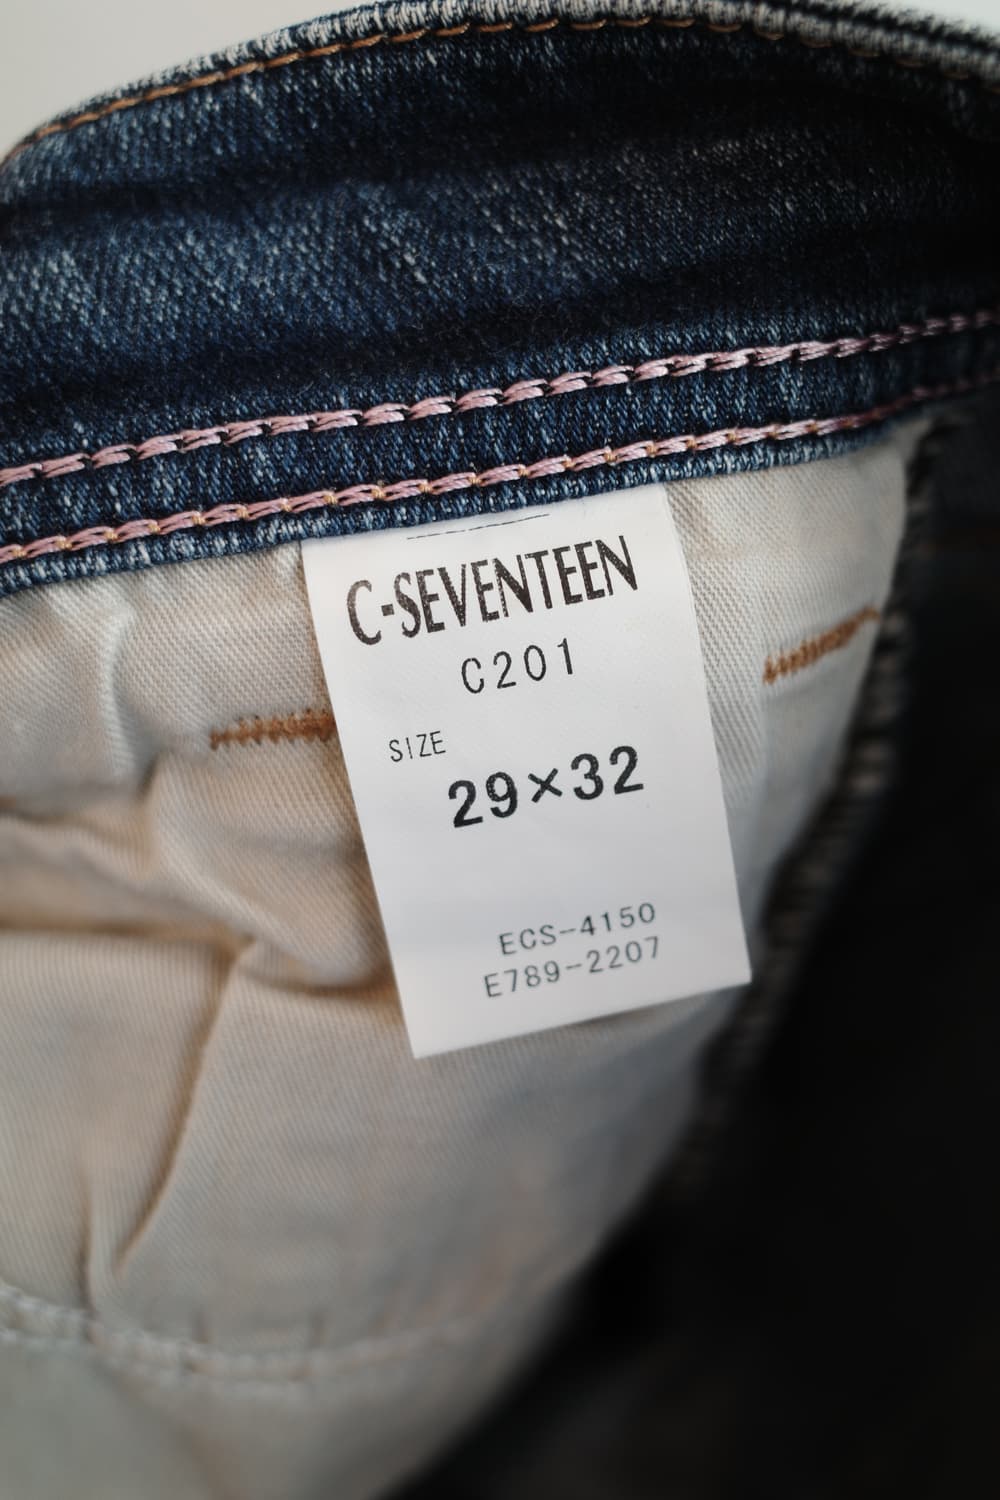 C-SEVENTEEN
C201
SIZE
29×32
ECS-4150
E789-2207